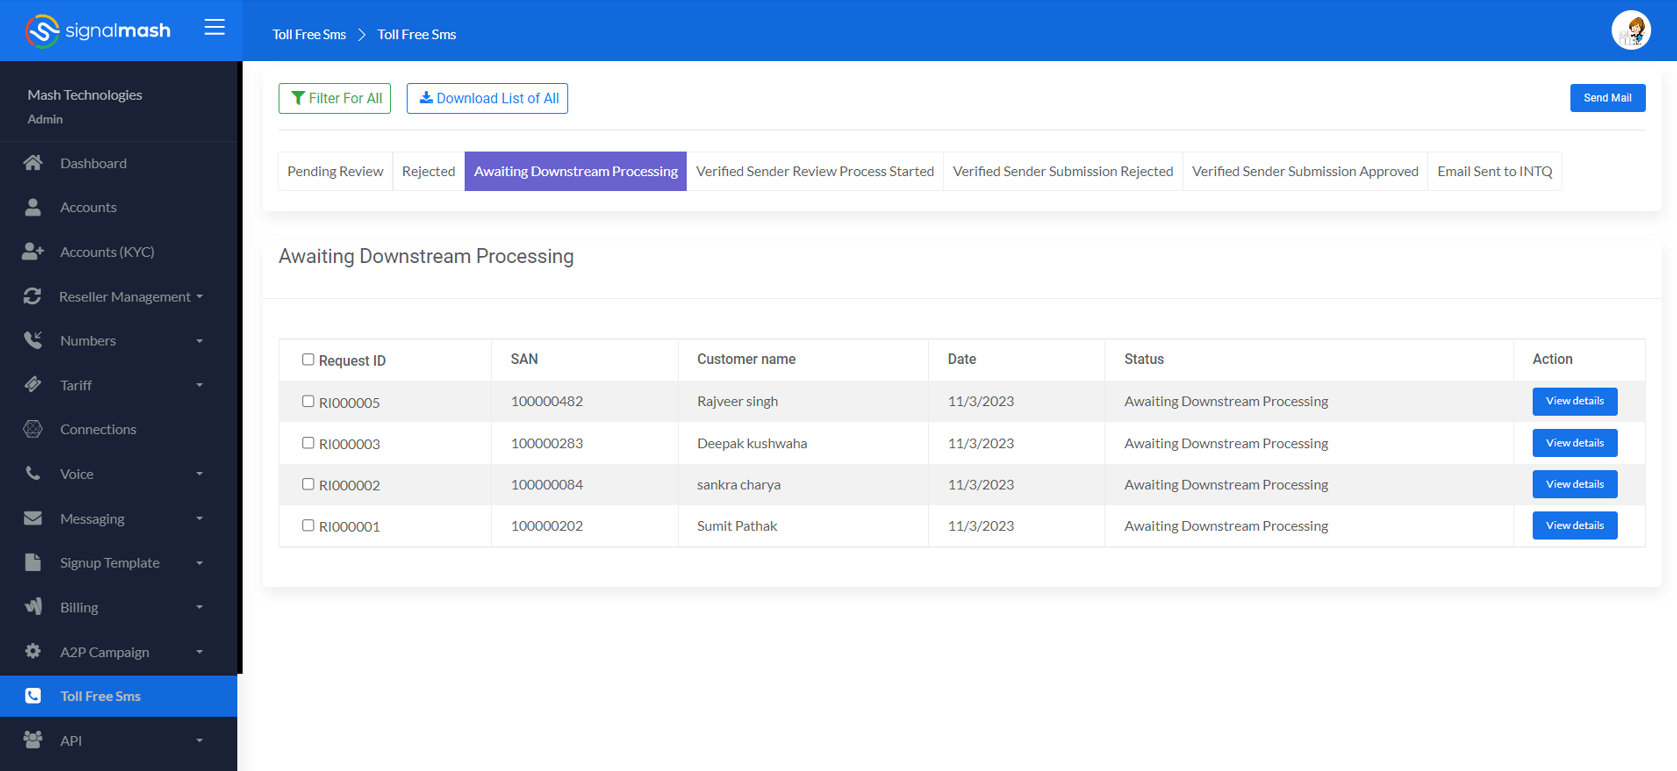 signalmash
Toll Free Sms > Toll Free Sms
Mash Technologies
Admin
Dashboard
Accounts
Accounts (KYC)
Reseller Management
Numbers
Tariff
Connections
Voice
Messaging
Signup Template
Billing
A2P Campaign
Toll Free Sms
API
Filter For All Download List of All Send Mail
Pending Review Rejected Awaiting Downstream Processing Verified Sender Review Process Started Verified Sender Submission Rejected Verified Sender Submission Approved Email Sent to INTQ
Awaiting Downstream Processing
Request ID SAN Customer name Date Status Action
RI000005 100000482 Rajveer singh 11/3/2023 Awaiting Downstream Processing View details
RI000003 100000283 Deepak kushwaha 11/3/2023 Awaiting Downstream Processing View details
RI000002 100000084 sankra charya 11/3/2023 Awaiting Downstream Processing View details
RI000001 100000202 Sumit Pathak 11/3/2023 Awaiting Downstream Processing View details